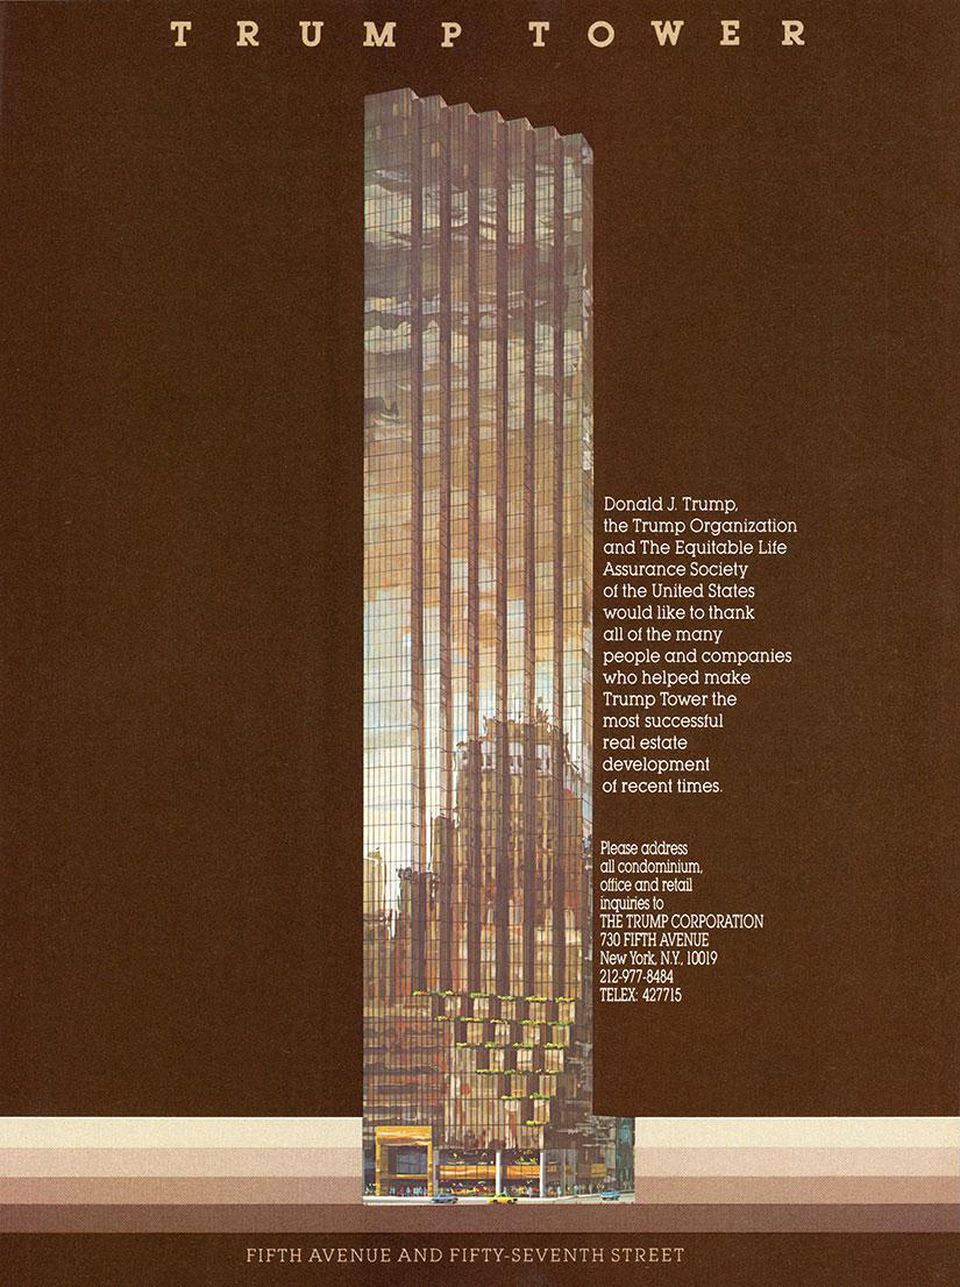 TRUMP TOWER
Donald J. Trump,
the Trump Organization
and The Equitable Life
Assurance Society
of the United States
would like to thank
all of the many
people and companies
who helped make
Trump Tower the
most successful
real estate
development
of recent times.
Please address
all condominium,
office and retail
inquiries to
THE TRUMP CORPORATION
730 FIFTH AVENUE
New York, N.Y., 10019
212-977-8484
TELEX: 427715
FIFTH AVENUE AND FIFTY-SEVENTH STREET